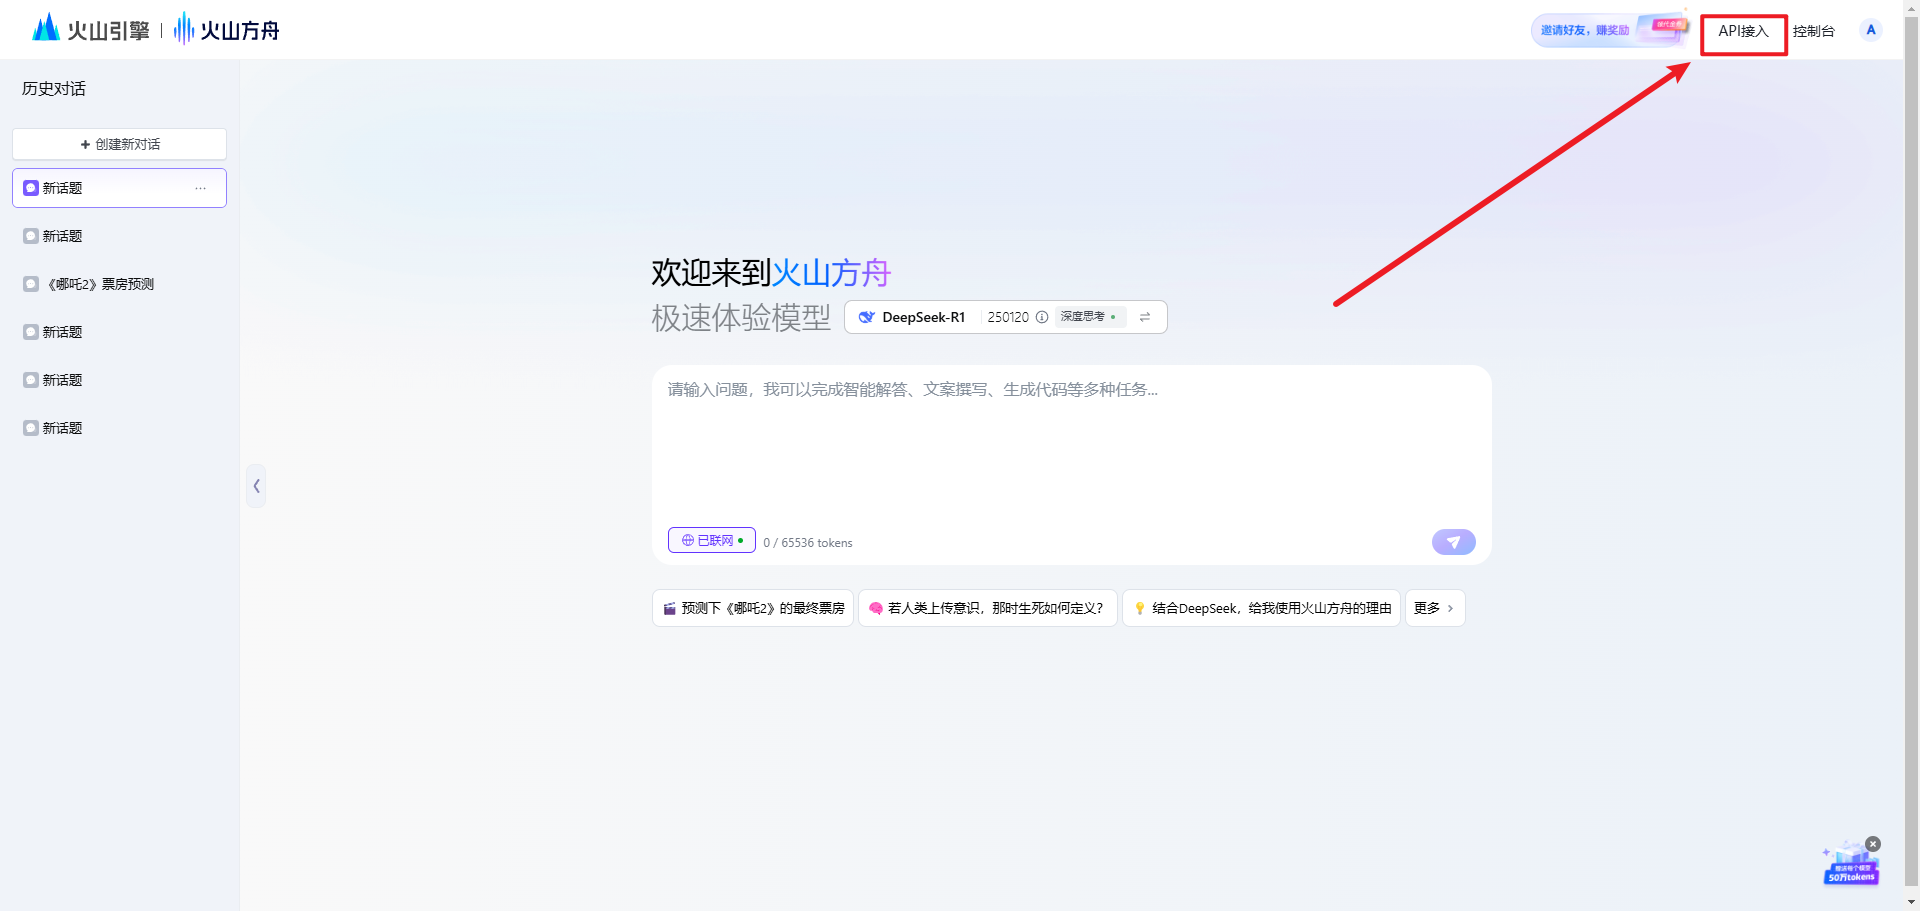 火山引擎 | 火山方舟
邀请好友，赚奖励
API接入
控制台
A
历史对话
+ 创建新对话
新话题 ...
新话题
《哪吒2》票房预测
新话题
新话题
新话题
欢迎来到火山方舟
极速体验模型
DeepSeek-R1 250120 深度思考
请输入问题，我可以完成智能解答、文案撰写、生成代码等多种任务...
已联网 0 / 65536 tokens
预测下《哪吒2》的最终票房
若人类上传意识，那时生死如何定义？
结合DeepSeek，给我使用火山方舟的理由
更多
50万tokens